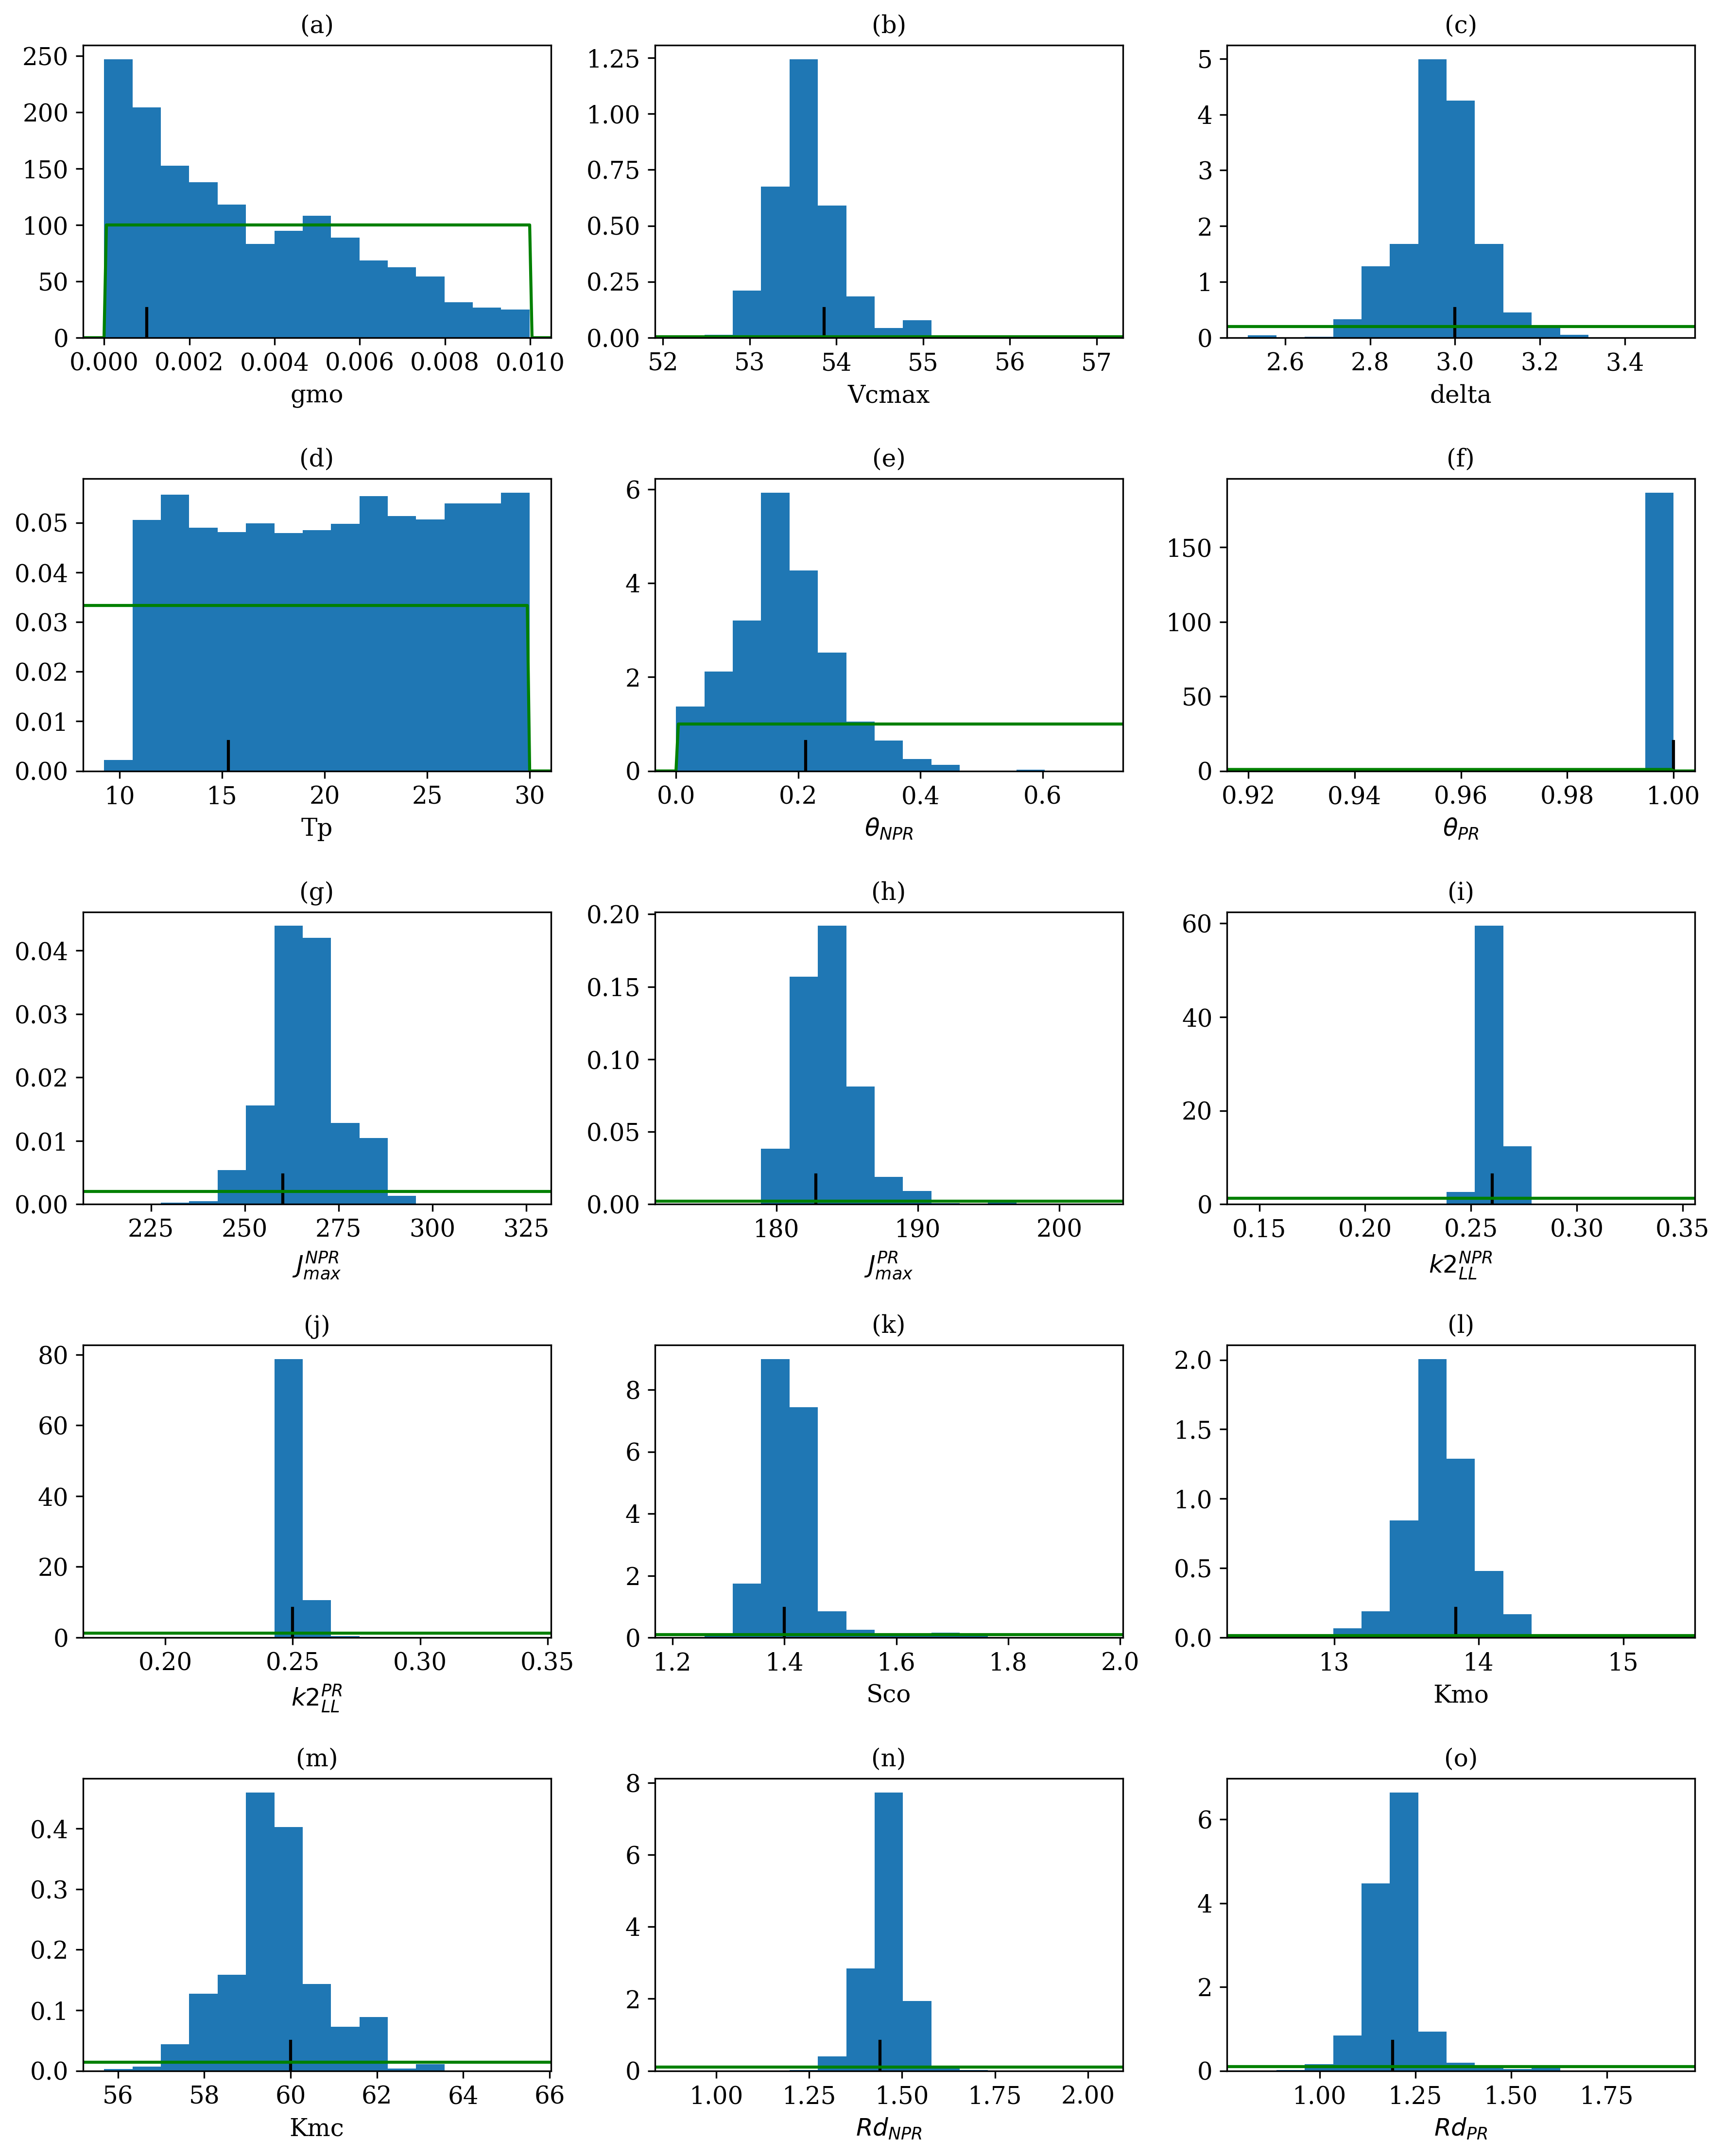 (a) (b) (c)
250 200 150 100 50 0
0.000 0.002 0.004 0.006 0.008 0.010
gmo
1.25 1.00 0.75 0.50 0.25 0.00
52 53 54 55 56 57
Vcmax
5 4 3 2 1 0
2.6 2.8 3.0 3.2 3.4
delta
(d) (e) (f)
0.05 0.04 0.03 0.02 0.01 0.00
10 15 20 25 30
Tp
6 4 2 0
0.0 0.2 0.4 0.6
θ_NPR
150 100 50 0
0.92 0.94 0.96 0.98 1.00
θ_PR
(g) (h) (i)
0.04 0.03 0.02 0.01 0.00
225 250 275 300 325
J_max^NPR
0.20 0.15 0.10 0.05 0.00
180 190 200
J_max^PR
60 40 20 0
0.15 0.20 0.25 0.30 0.35
k2_LL^NPR
(j) (k) (l)
80 60 40 20 0
0.20 0.25 0.30 0.35
k2_LL^PR
8 6 4 2 0
1.2 1.4 1.6 1.8 2.0
Sco
2.0 1.5 1.0 0.5 0.0
13 14 15
Kmo
(m) (n) (o)
0.4 0.3 0.2 0.1 0.0
56 58 60 62 64 66
Kmc
8 6 4 2 0
1.00 1.25 1.50 1.75 2.00
Rd_NPR
6 4 2 0
1.00 1.25 1.50 1.75
Rd_PR